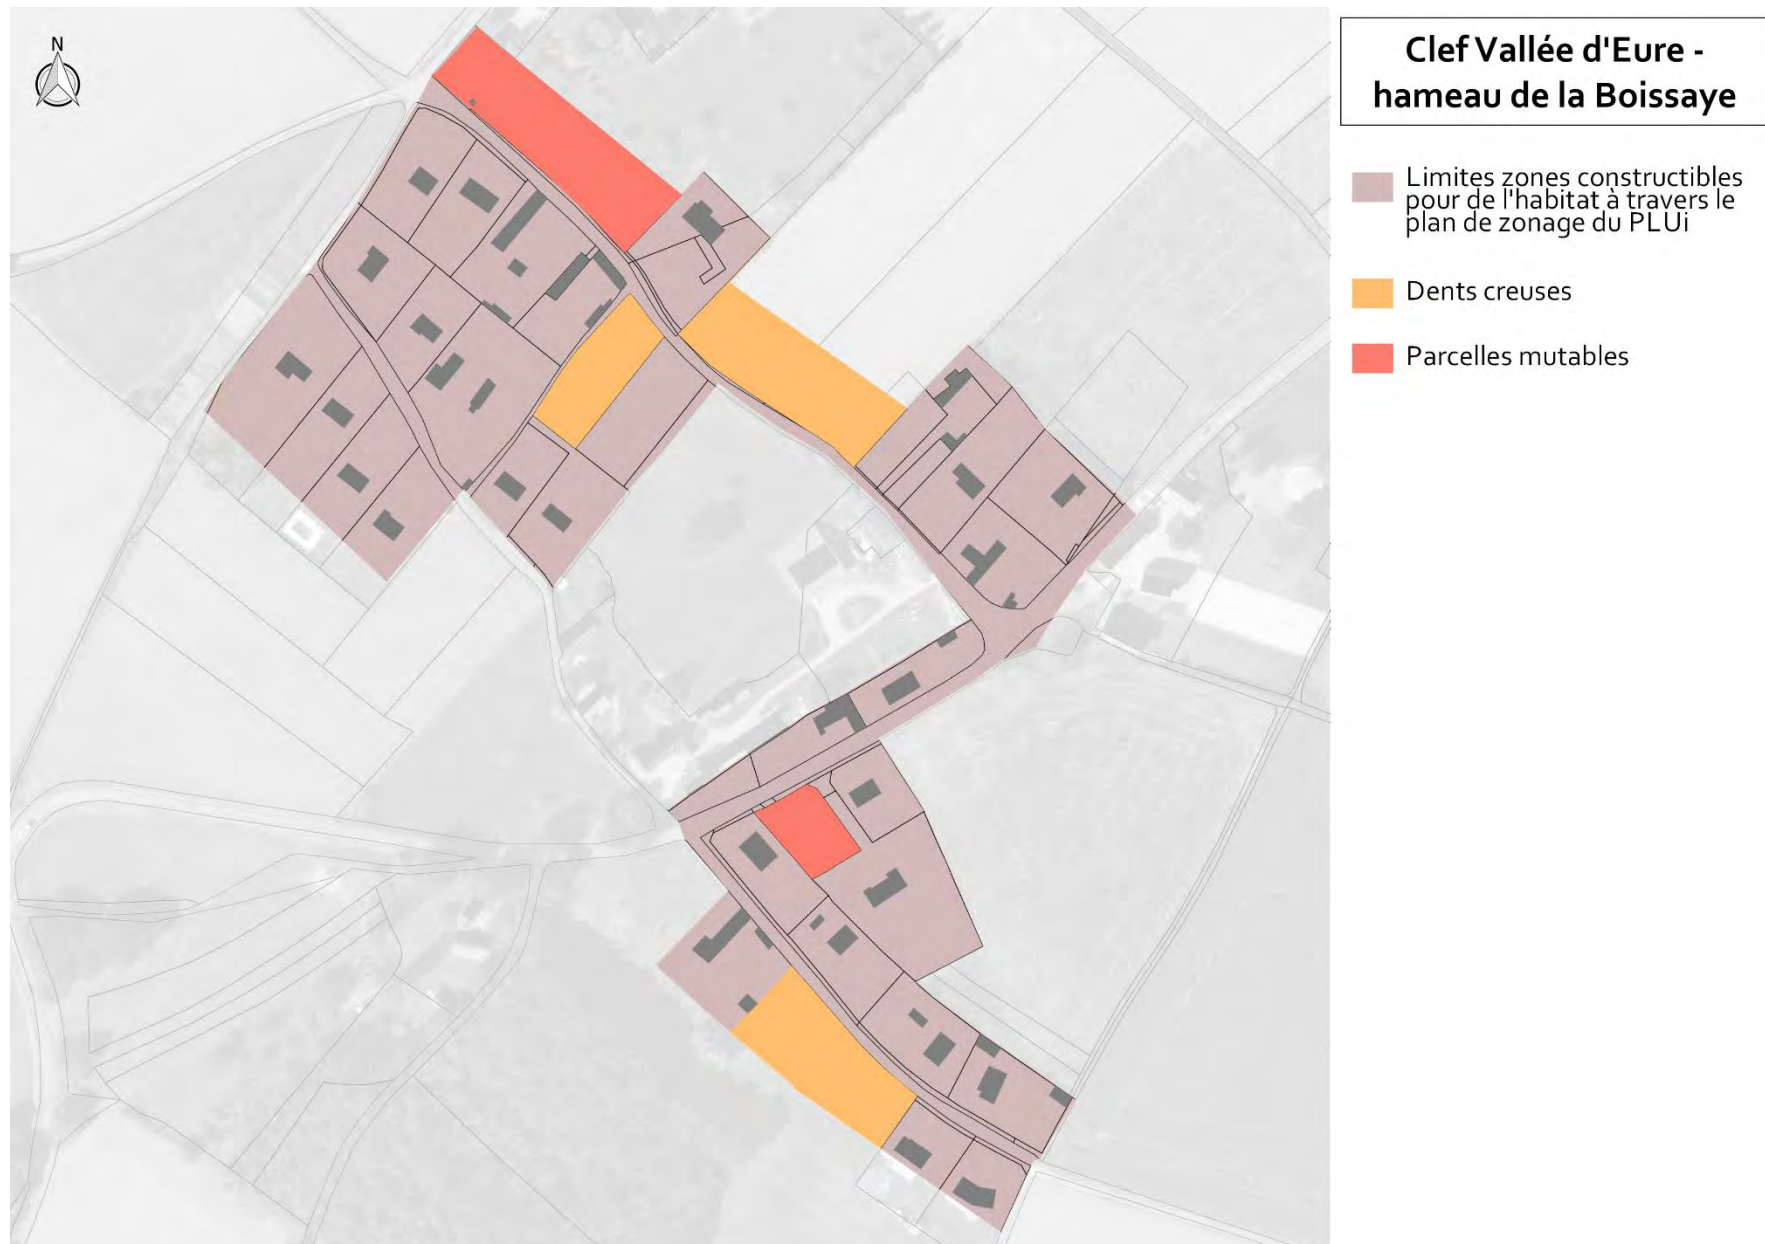 N
Clef Vallée d'Eure -
hameau de la Boissaye
Limites zones constructibles
pour de l'habitat à travers le
plan de zonage du PLUi
Dents creuses
Parcelles mutables